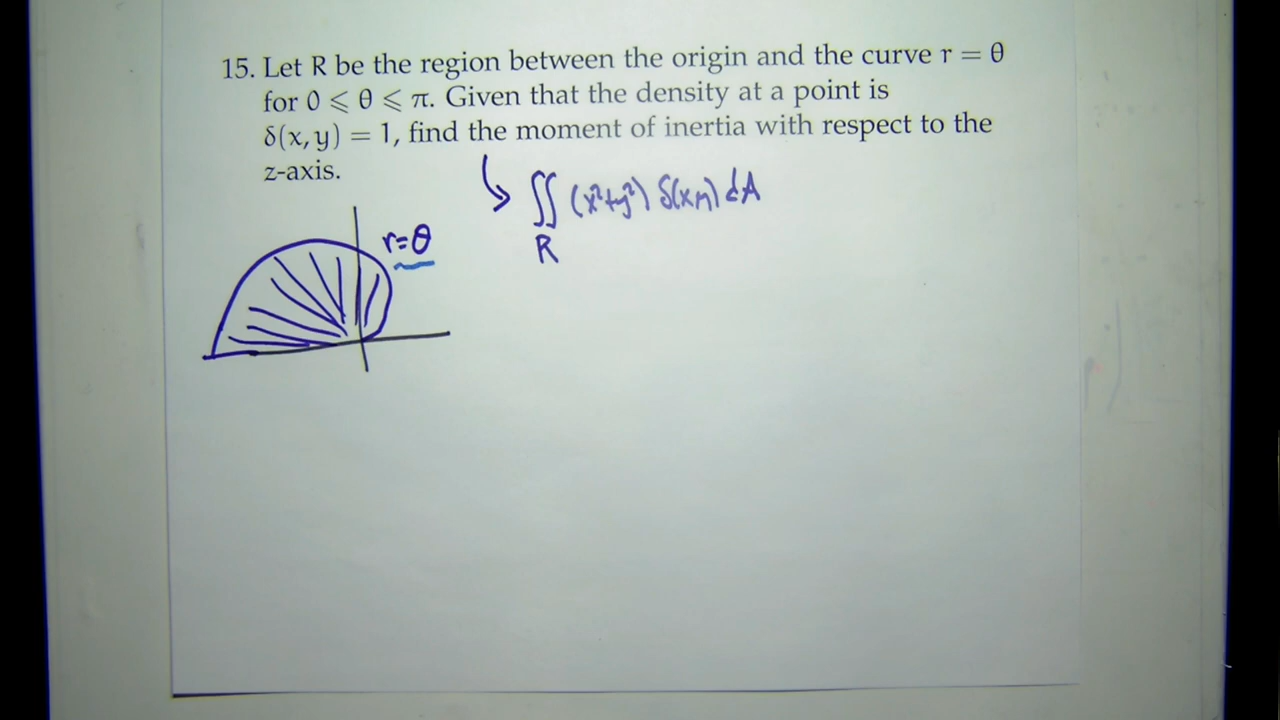 15. Let R be the region between the origin and the curve r = θ
for 0 ⩽ θ ⩽ π. Given that the density at a point is
δ(x, y) = 1, find the moment of inertia with respect to the
z-axis.
∬ (x²+y²) δ(x,y) dA
R
r=θ